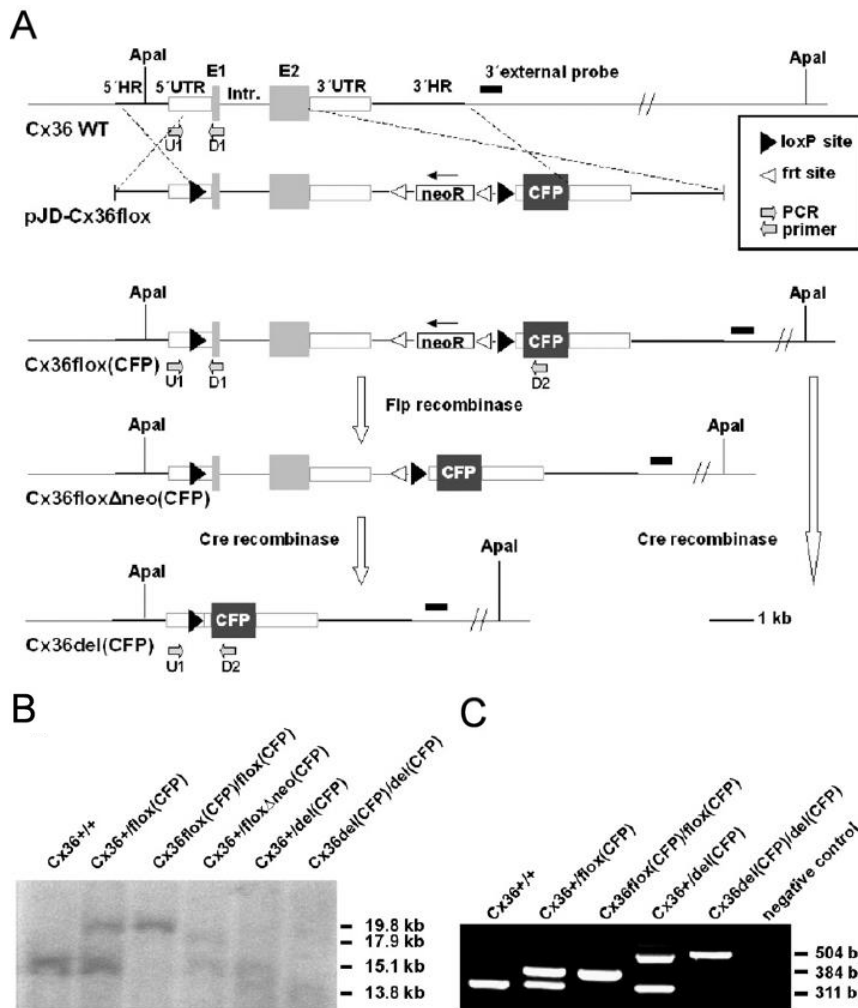 A
ApaI
ApaI
5´HR
5´UTR
E1
Intr.
E2
3´UTR
3´HR
3´external probe
Cx36 WT
U1
D1
loxP site
frt site
PCR
primer
neoR
CFP
pJD-Cx36flox
ApaI
ApaI
neoR
CFP
Cx36flox(CFP)
U1
D1
D2
Flp recombinase
ApaI
ApaI
CFP
Cx36floxΔneo(CFP)
Cre recombinase
Cre recombinase
ApaI
ApaI
CFP
1 kb
Cx36del(CFP)
U1
D2
B
Cx36+/+
Cx36+/flox(CFP)
Cx36flox(CFP)/flox(CFP)
Cx36+/floxΔneo(CFP)
Cx36+/del(CFP)
Cx36del(CFP)/del(CFP)
19.8 kb
17.9 kb
15.1 kb
13.8 kb
C
Cx36+/+
Cx36+/flox(CFP)
Cx36flox(CFP)/flox(CFP)
Cx36+/del(CFP)
Cx36del(CFP)/del(CFP)
negative control
504 b
384 b
311 b